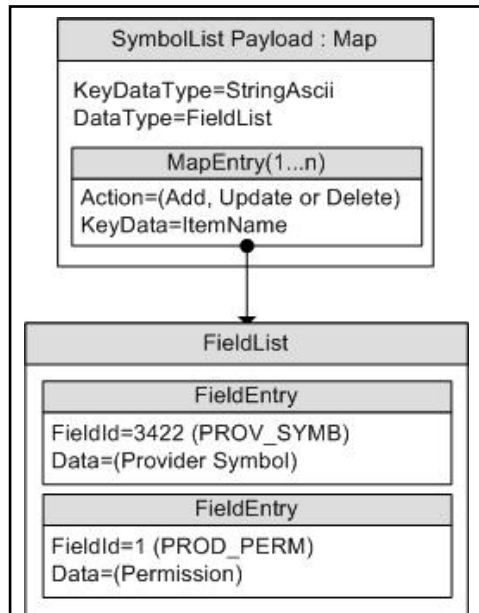 SymbolList Payload : Map
KeyDataType=StringAscii
DataType=FieldList
MapEntry(1...n)
Action=(Add, Update or Delete)
KeyData=ItemName
FieldList
FieldEntry
FieldId=3422 (PROV_SYMB)
Data=(Provider Symbol)
FieldEntry
FieldId=1 (PROD_PERM)
Data=(Permission)